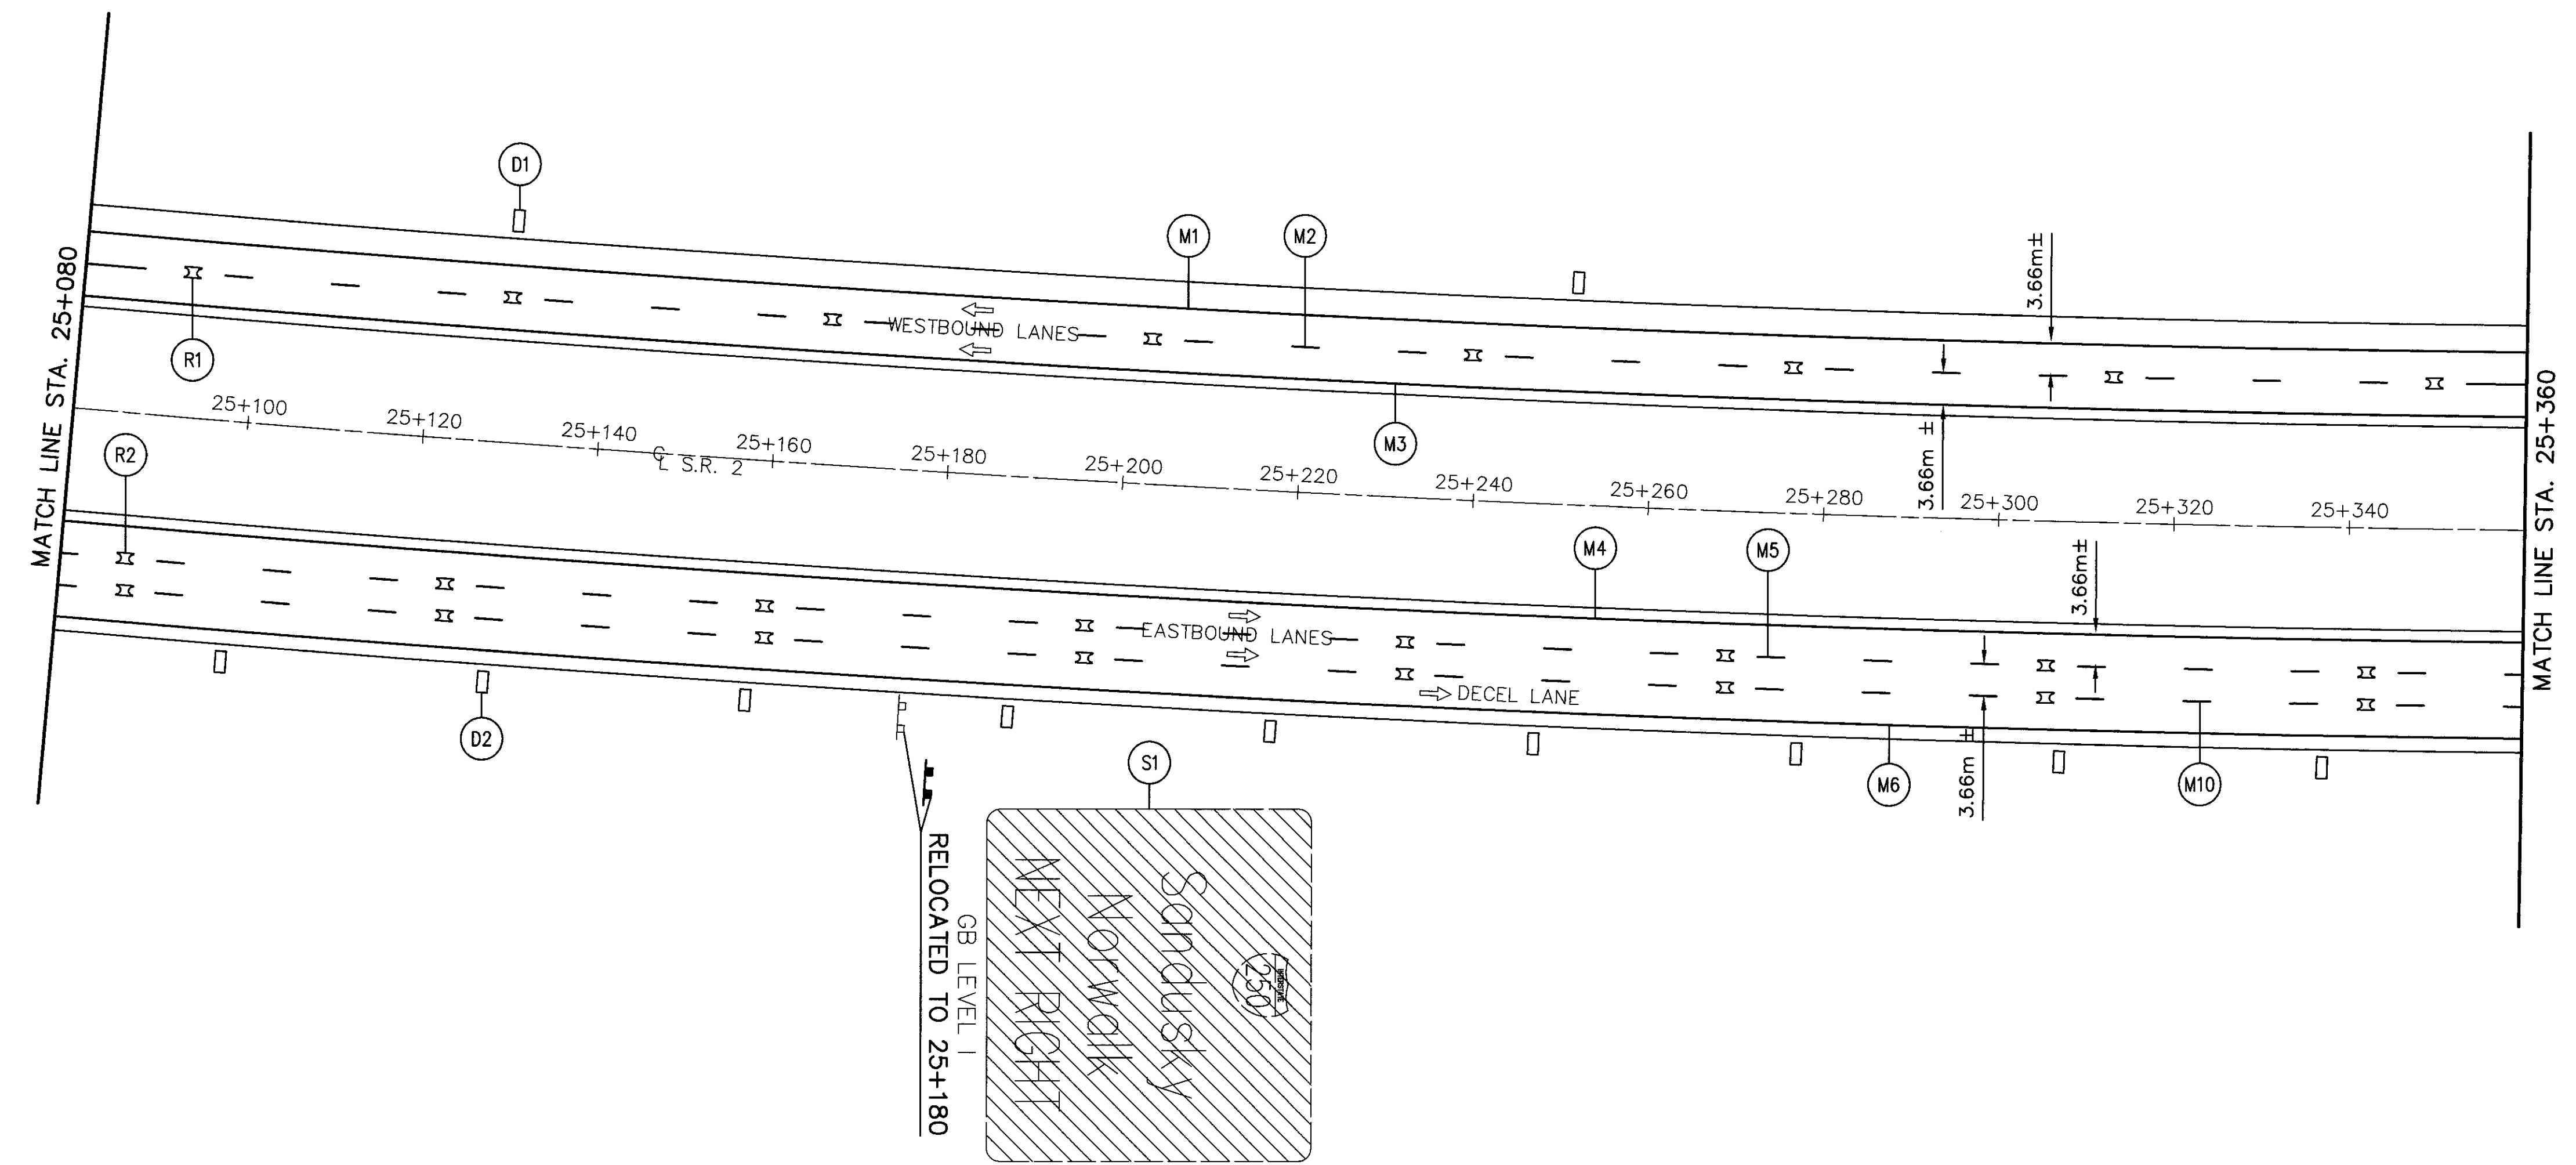 D1
M1
M2
3.66m±
WESTBOUND LANES
R1
MATCH LINE STA. 25+080
MATCH LINE STA. 25+360
M3
3.66m ±
25+100
25+120
25+140
25+160
25+180
25+200
25+220
25+240
25+260
25+280
25+300
25+320
25+340
℄ S.R. 2
R2
M4
M5
3.66m±
EASTBOUND LANES
DECEL LANE
D2
S1
M6
3.66m ±
M10
RELOCATED TO 25+180
GB LEVEL I
250
Sandusky
Norwalk
NEXT RIGHT